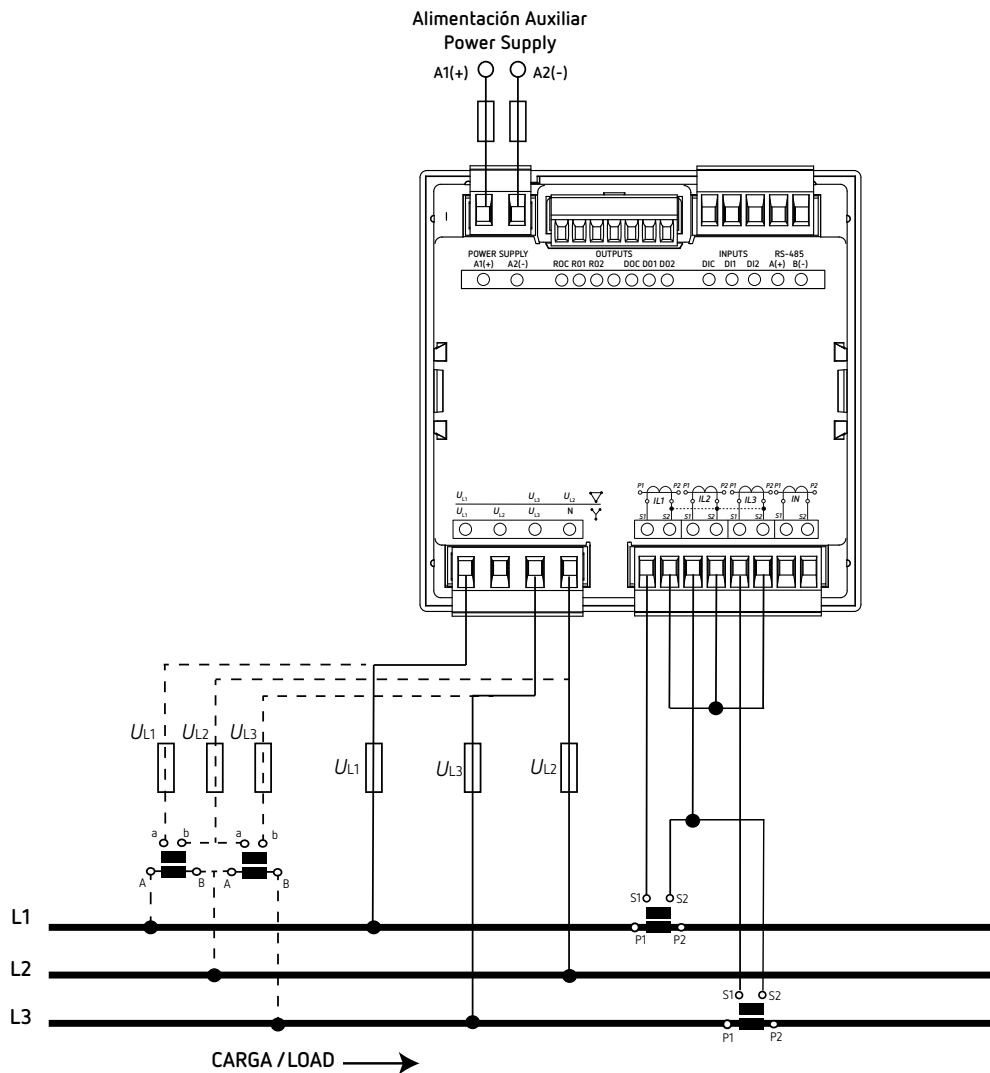 Alimentación Auxiliar
Power Supply
A1(+) A2(-)
POWER SUPPLY OUTPUTS INPUTS RS-485
A1(+) A2(-) ROC RO1 RO2 DOC DO1 DO2 DIC DI1 DI2 A(+) B(-)
P1 P2 P1 P2 P1 P2 P1 P2
IL1 IL2 IL3 IN
UL1 UL3 UL2
UL1 UL2 UL3 N
S1 S2 S1 S2 S1 S2 S1 S2
UL1 UL2 UL3 UL1 UL3 UL2
a b a b
A B A B
S1 S2
L1
P1 P2
L2
S1 S2
L3
P1 P2
CARGA / LOAD